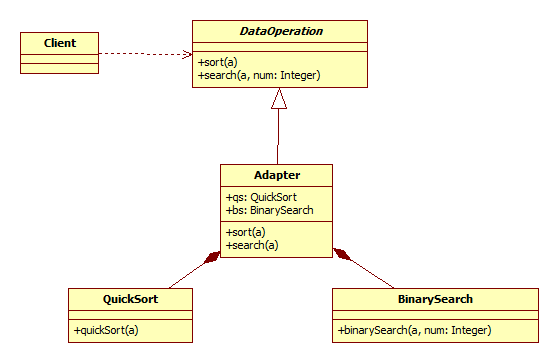 DataOperation
Client
+sort(a)
+search(a, num: Integer)
Adapter
+qs: QuickSort
+bs: BinarySearch
+sort(a)
+search(a)
QuickSort
+quickSort(a)
BinarySearch
+binarySearch(a, num: Integer)